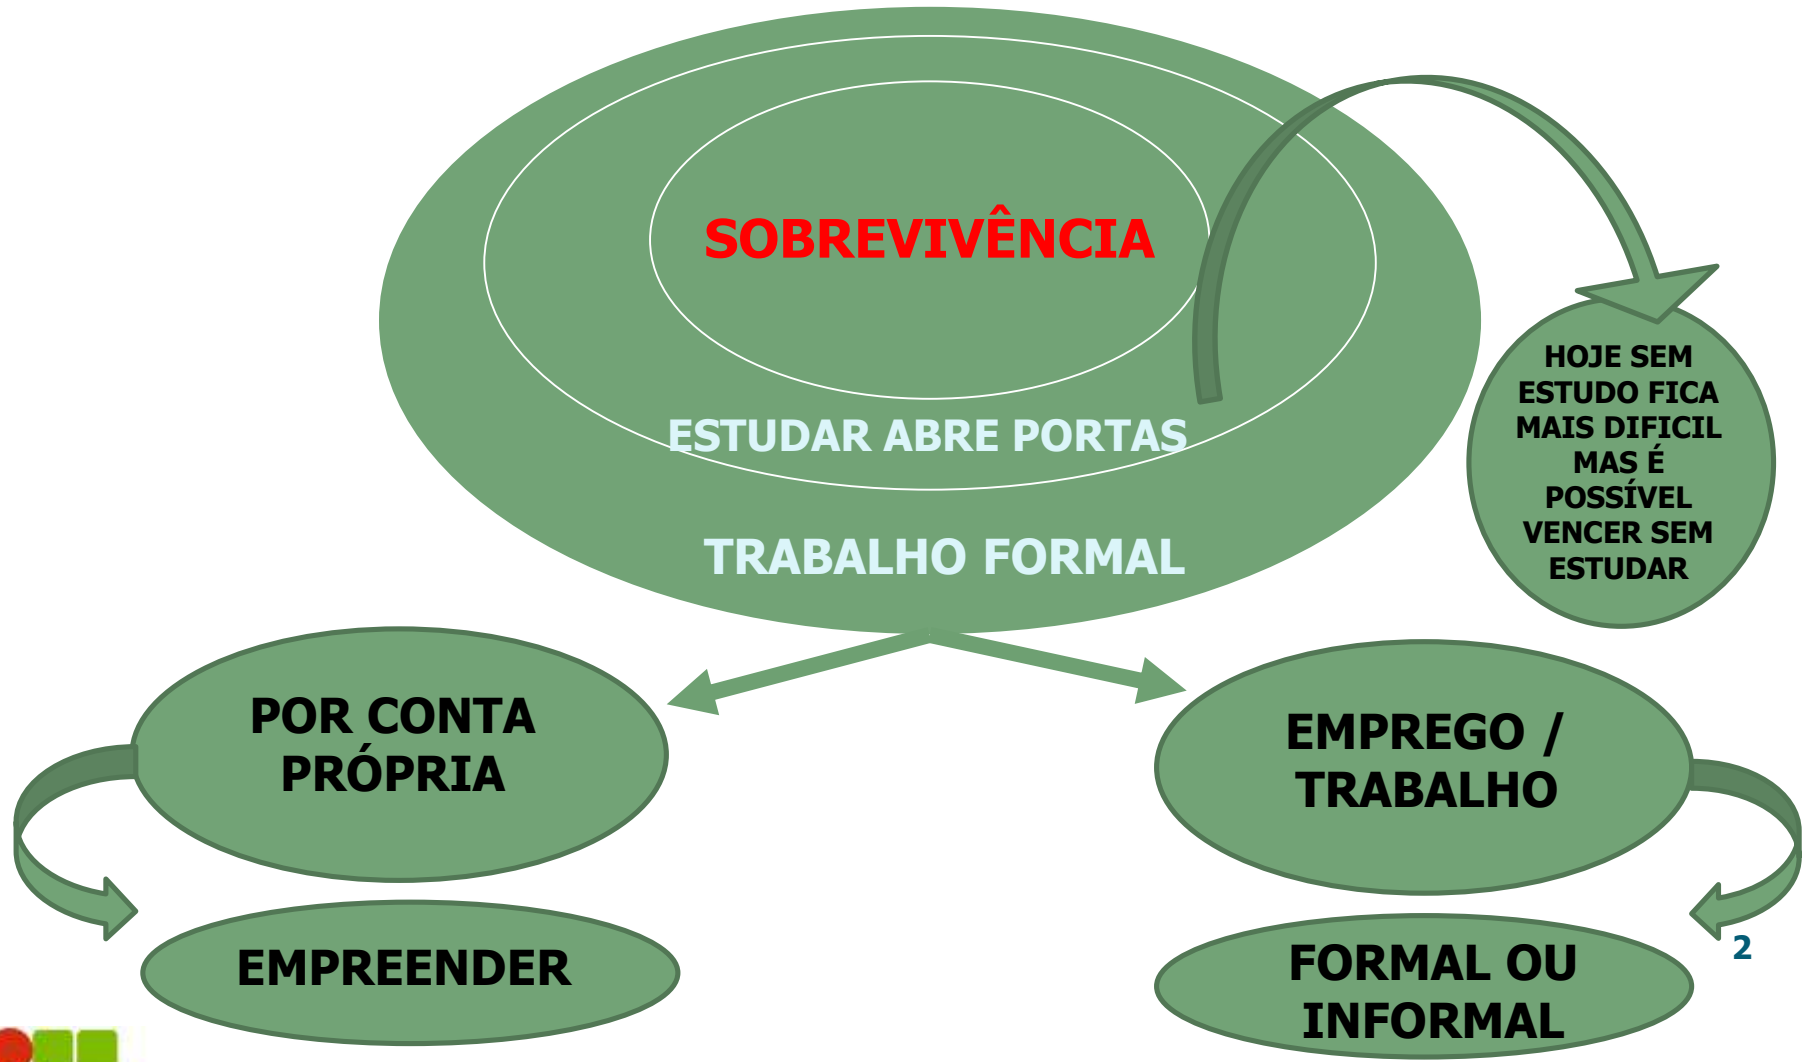 SOBREVIVÊNCIA
ESTUDAR ABRE PORTAS
TRABALHO FORMAL
HOJE SEM
ESTUDO FICA
MAIS DIFICIL
MAS É
POSSÍVEL
VENCER SEM
ESTUDAR
POR CONTA
PRÓPRIA
EMPREENDER
EMPREGO /
TRABALHO
FORMAL OU
INFORMAL
2